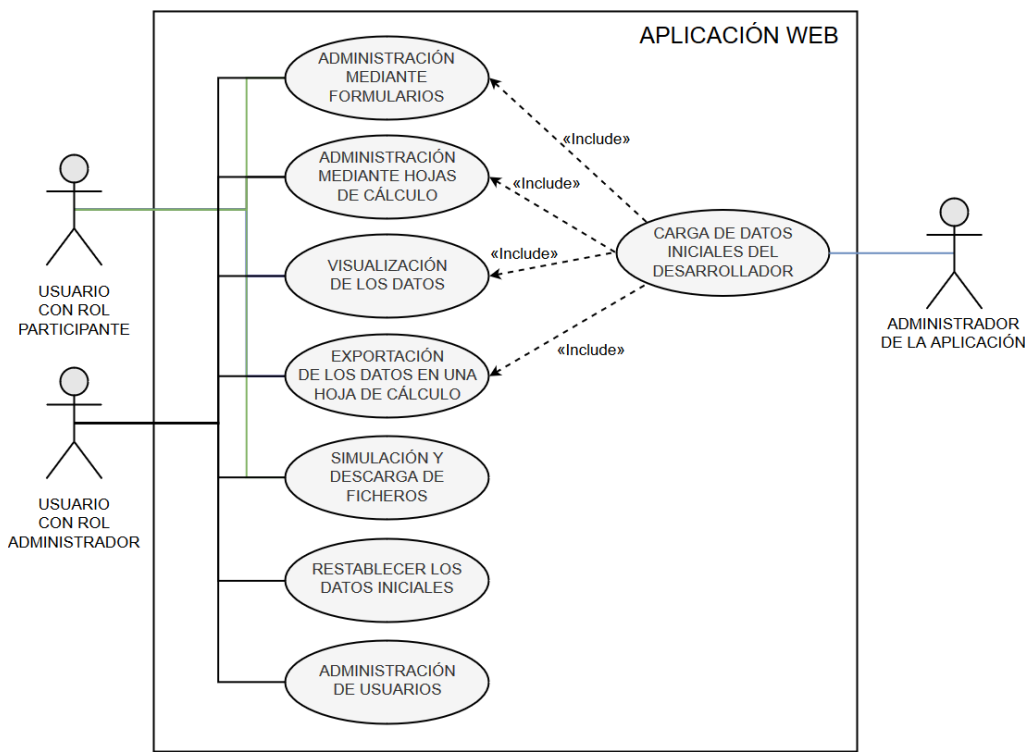 APLICACIÓN WEB
ADMINISTRACIÓN
MEDIANTE
FORMULARIOS
«Include»
ADMINISTRACIÓN
MEDIANTE HOJAS
DE CÁLCULO
«Include»
CARGA DE DATOS
INICIALES DEL
DESARROLLADOR
VISUALIZACIÓN
DE LOS DATOS
«Include»
USUARIO
CON ROL
PARTICIPANTE
ADMINISTRADOR
DE LA APLICACIÓN
EXPORTACIÓN
DE LOS DATOS EN UNA
HOJA DE CÁLCULO
«Include»
SIMULACIÓN Y
DESCARGA DE
FICHEROS
USUARIO
CON ROL
ADMINISTRADOR
RESTABLECER LOS
DATOS INICIALES
ADMINISTRACIÓN
DE USUARIOS